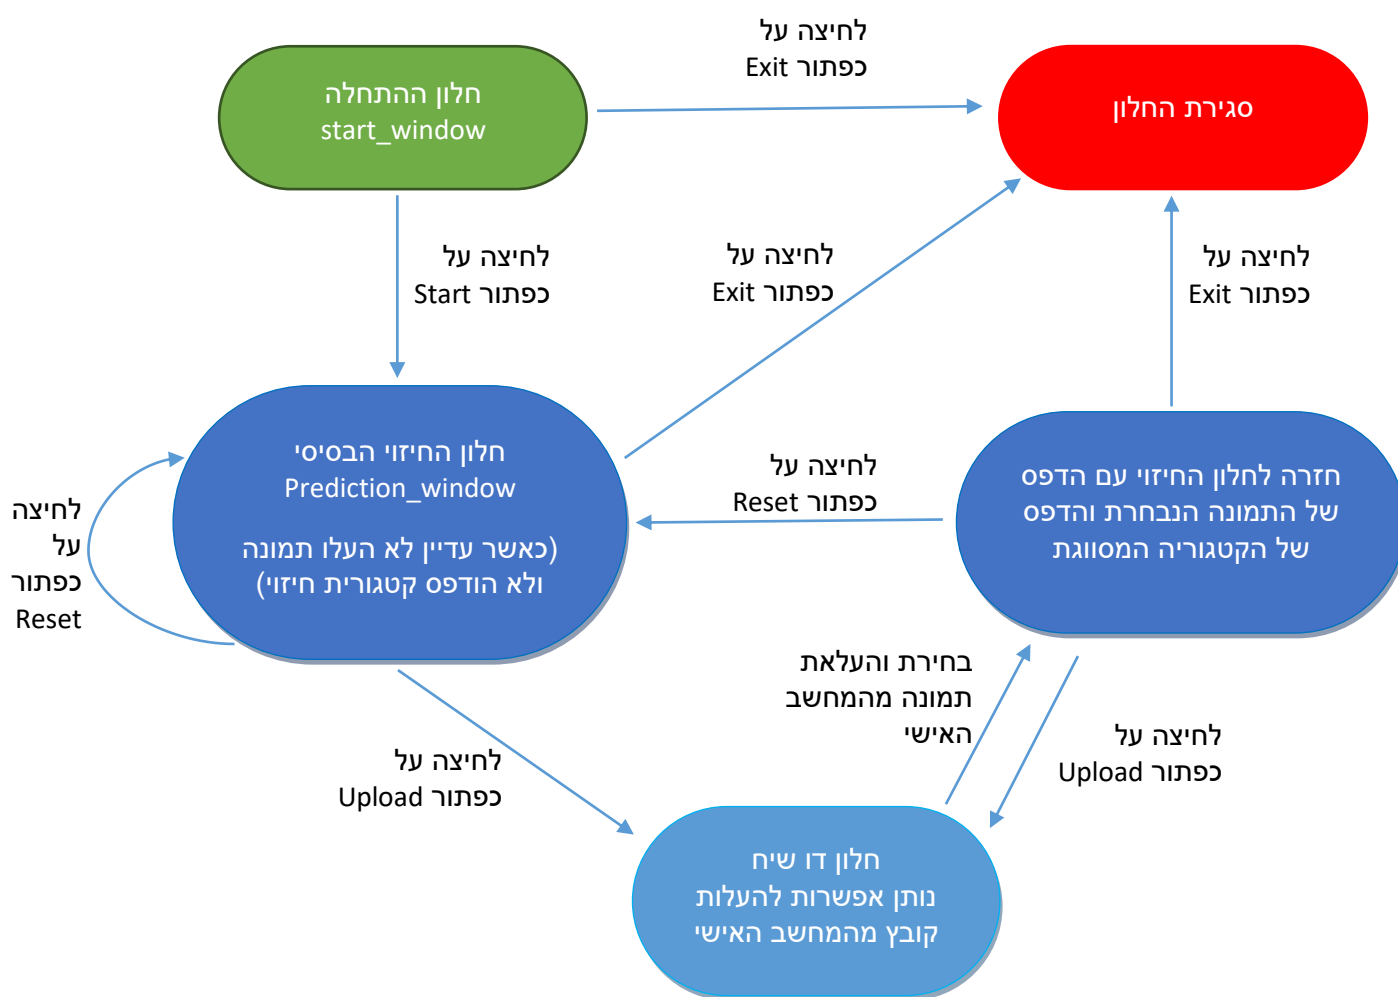 לחיצה על
כפתור Exit
חלון ההתחלה
start_window
סגירת החלון
לחיצה על
כפתור Start
לחיצה על
כפתור Exit
לחיצה על
כפתור Exit
חלון החיזוי הבסיסי
Prediction_window
(כאשר עדיין לא העלו תמונה
ולא הודפס קטגורית חיזוי)
לחיצה על
כפתור Reset
חזרה לחלון החיזוי עם הדפס
של התמונה הנבחרת והדפס
של הקטגוריה המסווגת
לחיצה
על
כפתור
Reset
בחירת והעלאת
תמונה מהמחשב
האישי
לחיצה על
כפתור Upload
לחיצה על
כפתור Upload
חלון דו שיח
נותן אפשרות להעלות
קובץ מהמחשב האישי